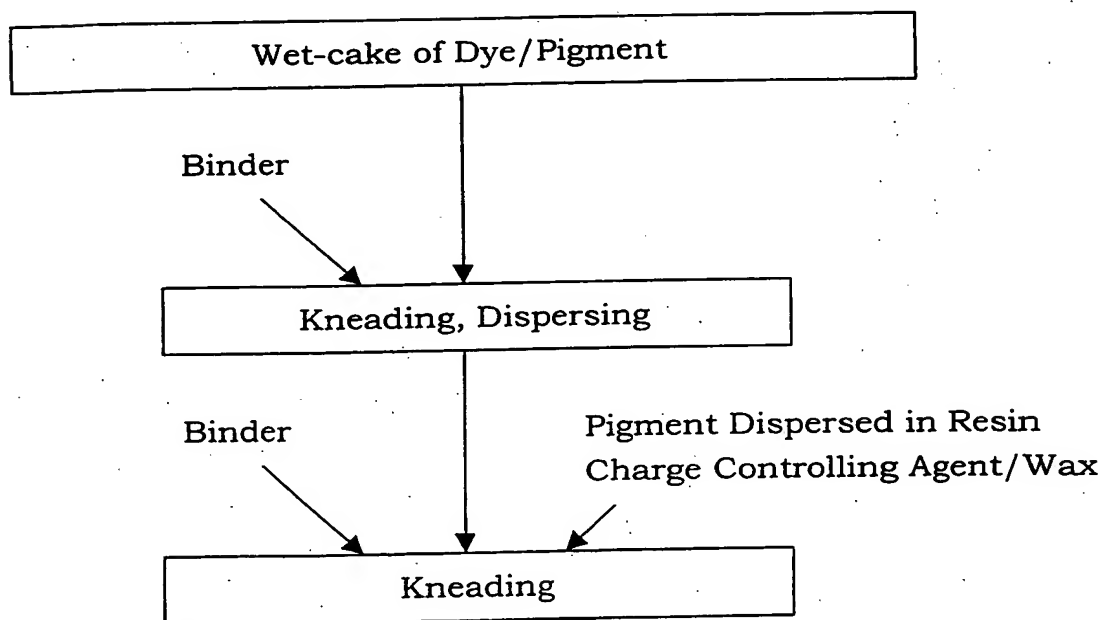 Wet-cake of Dye/Pigment
Binder
Kneading, Dispersing
Binder
Pigment Dispersed in Resin
Charge Controlling Agent/Wax
Kneading